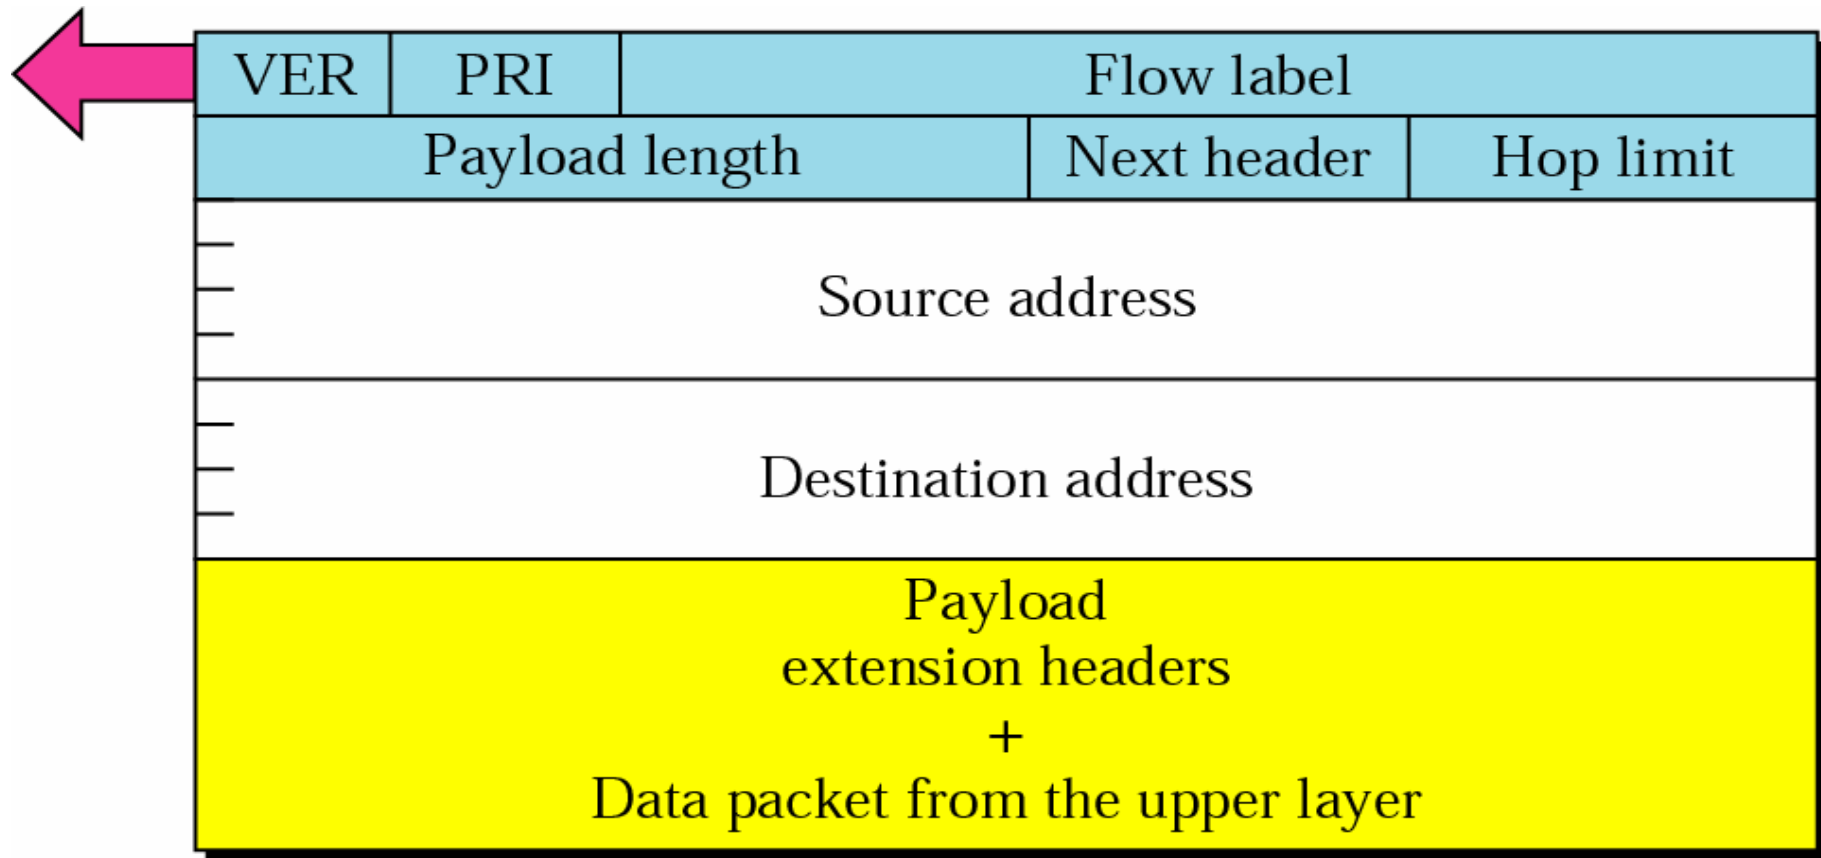 VER PRI Flow label
Payload length Next header Hop limit
Source address
Destination address
Payload
extension headers
+
Data packet from the upper layer